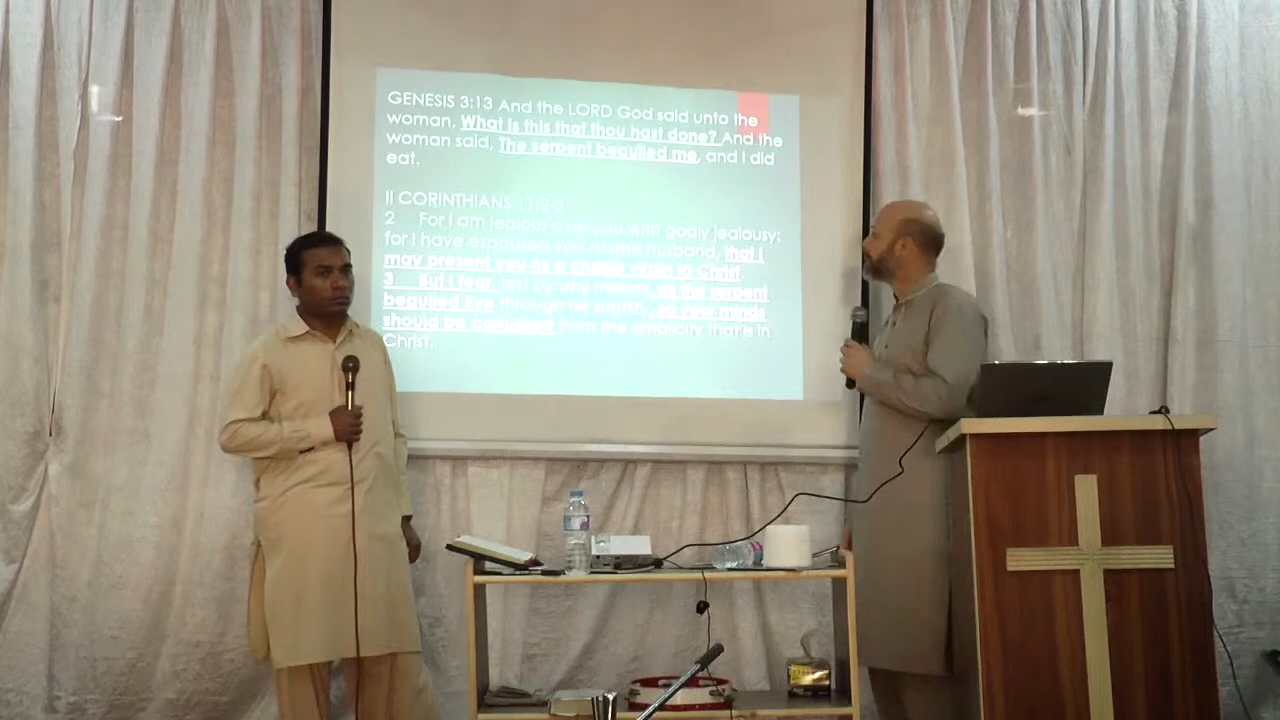 GENESIS 3:13 And the LORD God said unto the
woman, What is this that thou hast done? And the
woman said, The serpent beguiled me, and I did
eat.
II CORINTHIANS 11:2-3
2 For I am jealous over you with godly jealousy:
for I have espoused you to one husband, that I
may present you as a chaste virgin to Christ.
3 But I fear, lest by any means, as the serpent
beguiled Eve through his subtilty, so your minds
should be corrupted from the simplicity that is in
Christ.